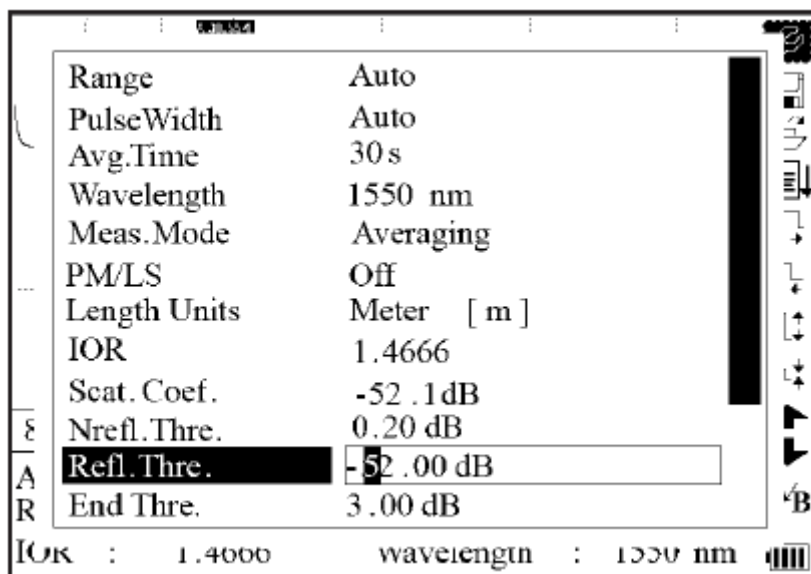 Range Auto
PulseWidth Auto
Avg.Time 30s
Wavelength 1550 nm
Meas.Mode Averaging
PM/LS Off
Length Units Meter [ m ]
IOR 1.4666
Scat. Coef. -52 .1dB
Nrefl.Thre. 0.20 dB
Refl.Thre. -52 .00 dB
End Thre. 3.00 dB
A
R
B
IOR : 1.4666 Wavelength : 1550 nm